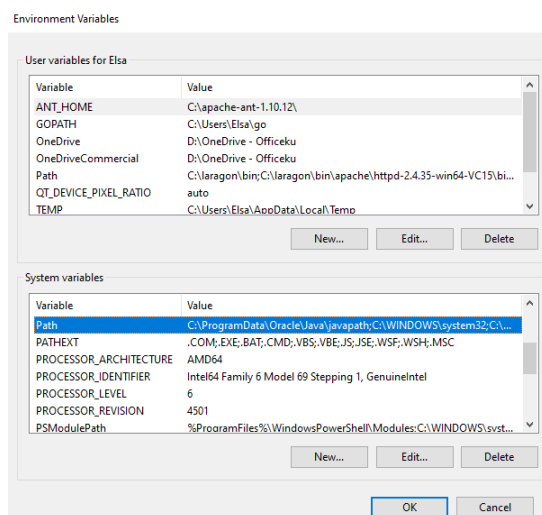 Environment Variables
User variables for Elsa
Variable Value
ANT_HOME C:\apache-ant-1.10.12\
GOPATH C:\Users\Elsa\go
OneDrive D:\OneDrive - Officeku
OneDriveCommercial D:\OneDrive - Officeku
Path C:\laragon\bin;C:\laragon\bin\apache\httpd-2.4.35-win64-VC15\bi...
QT_DEVICE_PIXEL_RATIO auto
TEMP C:\Users\Elsa\AppData\Local\Temp
New... Edit... Delete
System variables
Variable Value
Path C:\ProgramData\Oracle\Java\javapath;C:\WINDOWS\system32;C:\...
PATHEXT .COM;.EXE;.BAT;.CMD;.VBS;.VBE;.JS;.JSE;.WSF;.WSH;.MSC
PROCESSOR_ARCHITECTURE AMD64
PROCESSOR_IDENTIFIER Intel64 Family 6 Model 69 Stepping 1, GenuineIntel
PROCESSOR_LEVEL 6
PROCESSOR_REVISION 4501
PSModulePath %ProgramFiles%\WindowsPowerShell\Modules;C:\WINDOWS\syst...
New... Edit... Delete
OK Cancel